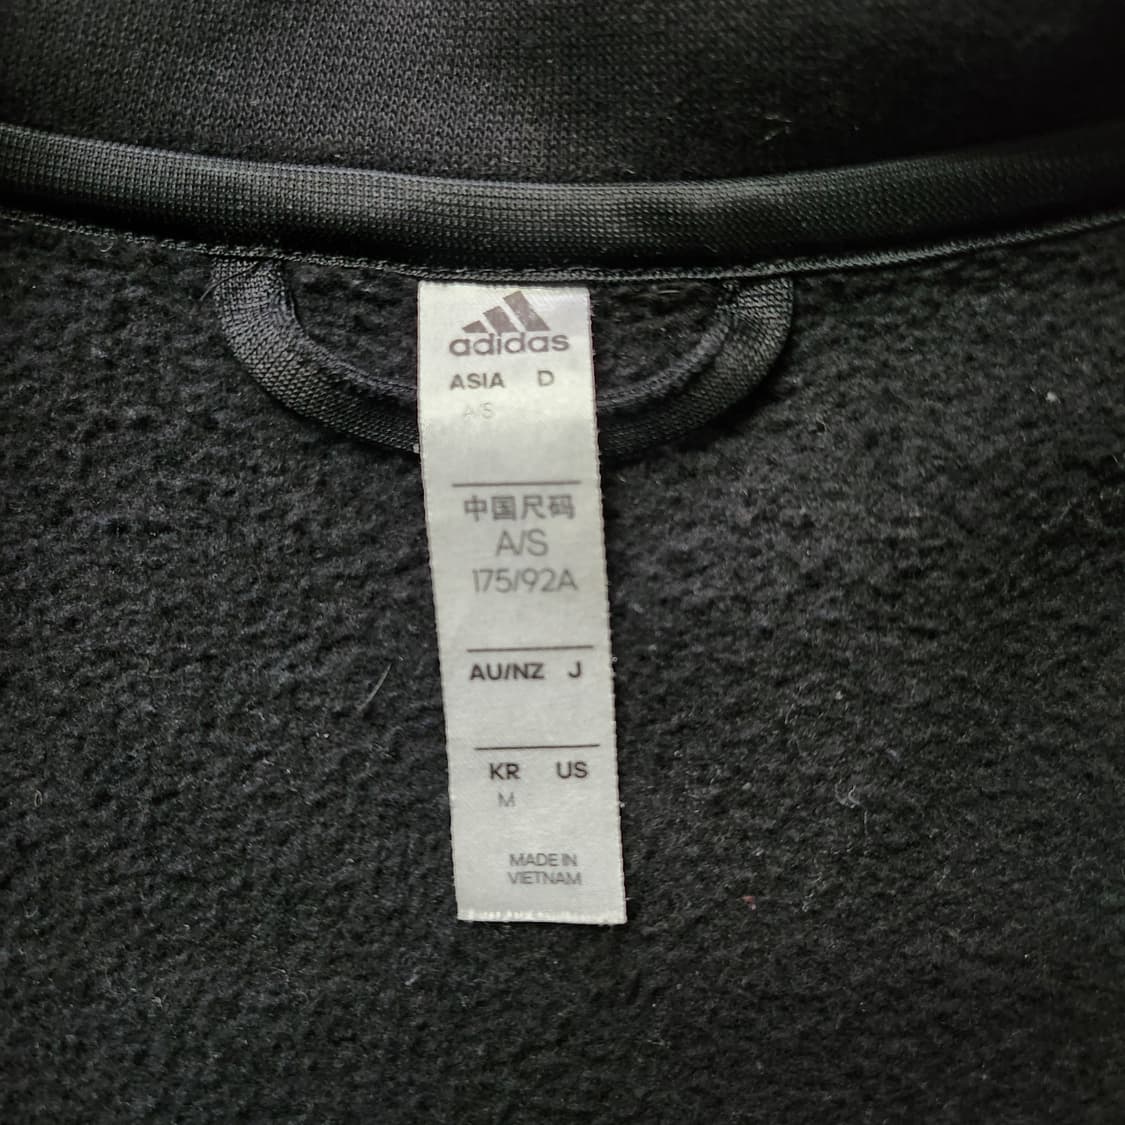 adidas
ASIA D
A/S
中国尺码
A/S
175/92A
AU/NZ J
KR US
M
MADE IN
VIETNAM